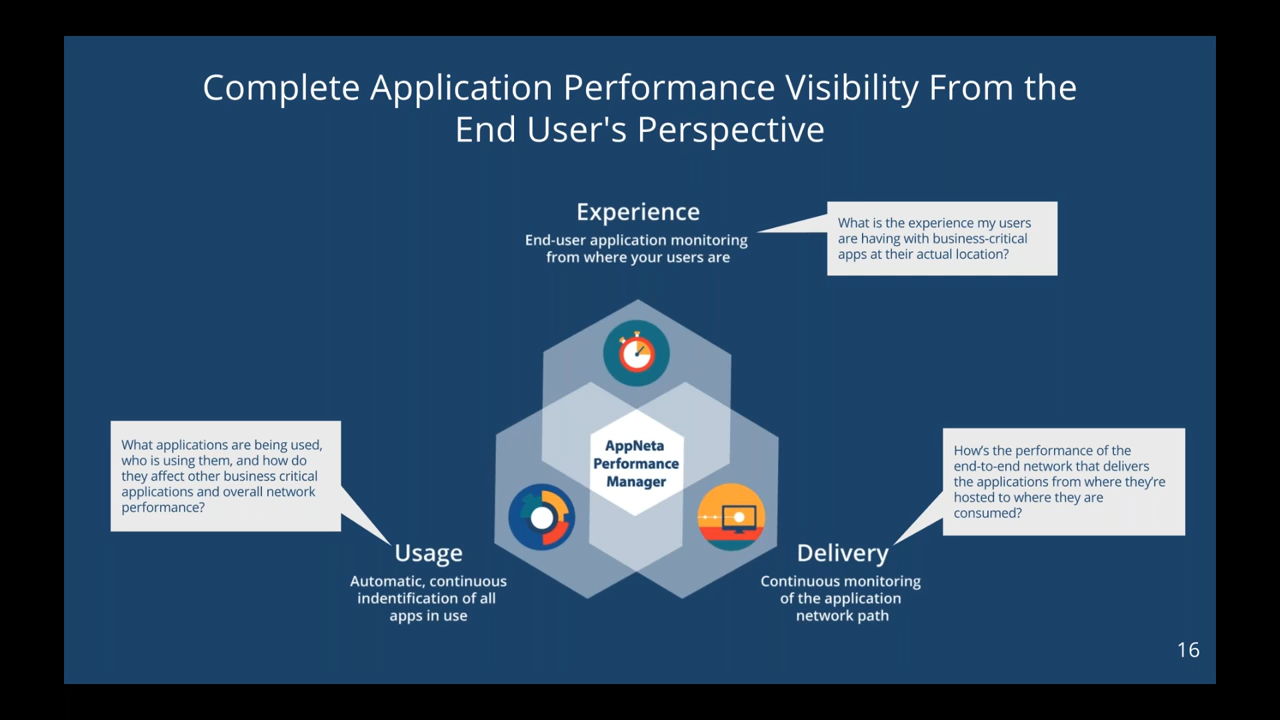 Complete Application Performance Visibility From the
End User's Perspective
Experience
End-user application monitoring
from where your users are
What is the experience my users
are having with business-critical
apps at their actual location?
AppNeta
Performance
Manager
What applications are being used,
who is using them, and how do
they affect other business critical
applications and overall network
performance?
Usage
Automatic, continuous
indentification of all
apps in use
How's the performance of the
end-to-end network that delivers
the applications from where they're
hosted to where they are
consumed?
Delivery
Continuous monitoring
of the application
network path
16